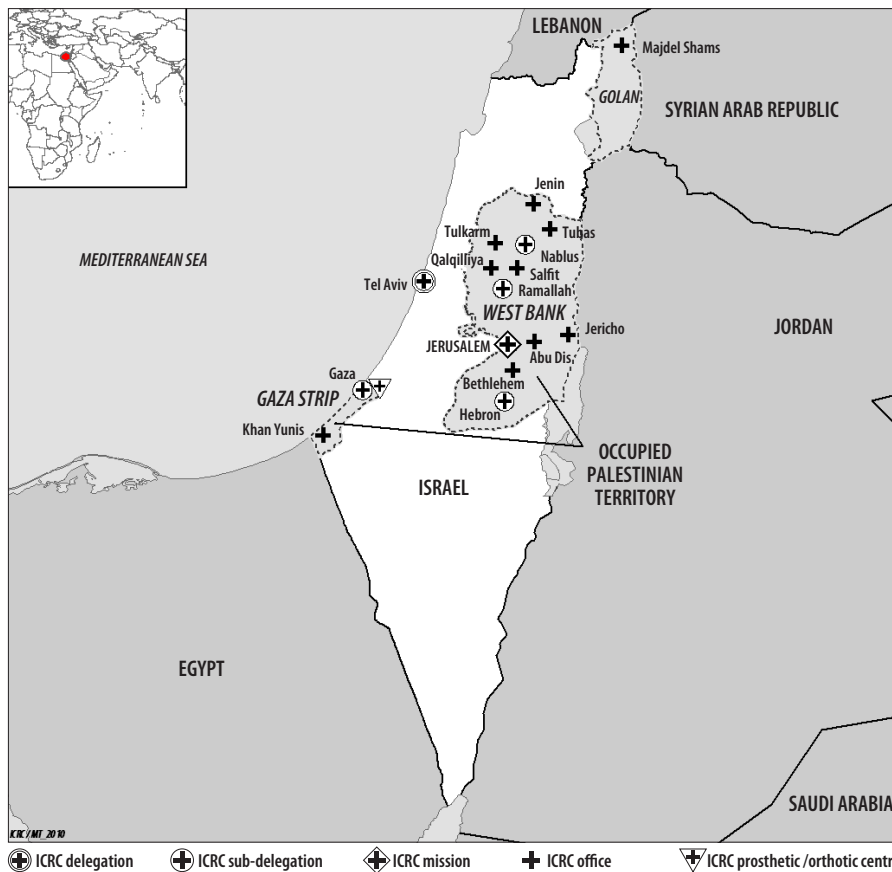 LEBANON
Majdel Shams
GOLAN
SYRIAN ARAB REPUBLIC
Jenin
Tulkarm
Tubas
MEDITERRANEAN SEA
Nablus
Qalqilliya
Salfit
Tel Aviv
Ramallah
WEST BANK
Jericho
JORDAN
JERUSALEM
Abu Dis
Gaza
Bethlehem
GAZA STRIP
Hebron
Khan Yunis
OCCUPIED
PALESTINIAN
TERRITORY
ISRAEL
EGYPT
SAUDI ARABIA
ICRC / MT_2010
ICRC delegation
ICRC sub-delegation
ICRC mission
ICRC office
ICRC prosthetic /orthotic centr